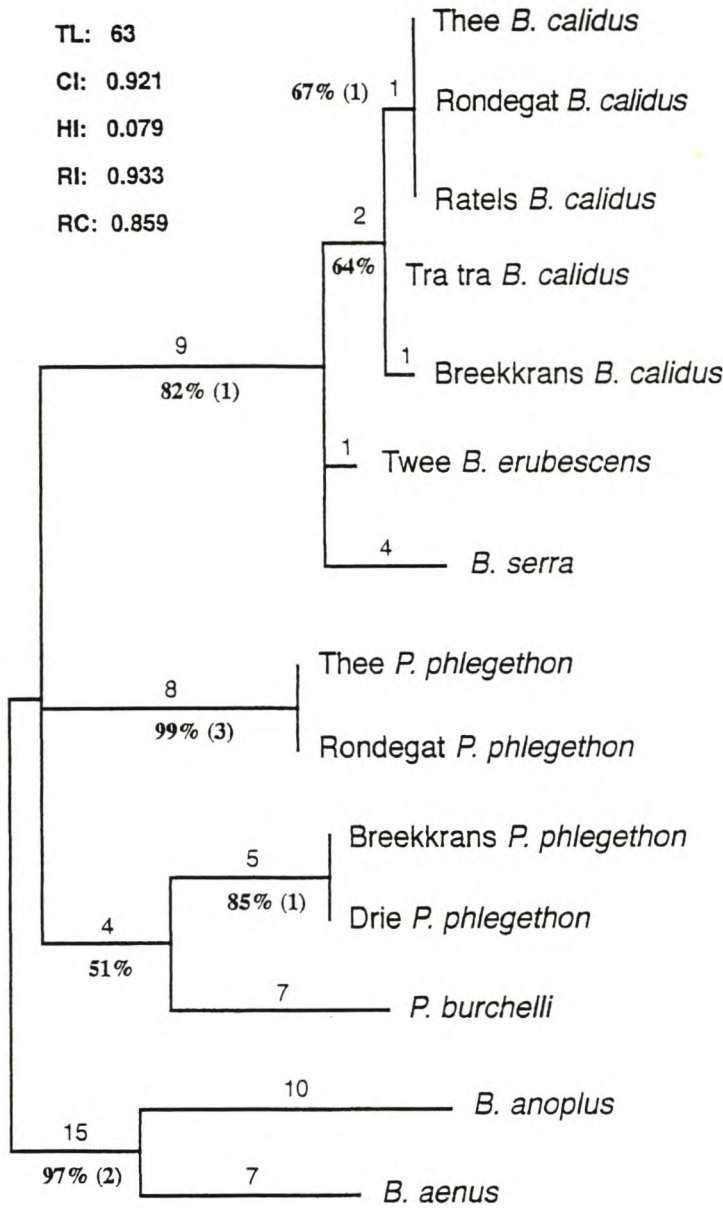 TL: 63
CI: 0.921
HI: 0.079
RI: 0.933
RC: 0.859
Thee B. calidus
67% (1)
1
Rondegat B. calidus
Ratels B. calidus
2
64%
Tra tra B. calidus
9
82% (1)
1
Breekkrans B. calidus
1
Twee B. erubescens
4
B. serra
Thee P. phlegethon
8
99% (3)
Rondegat P. phlegethon
Breekkrans P. phlegethon
5
85% (1)
Drie P. phlegethon
4
51%
7
P. burchelli
10
B. anoplus
15
97% (2)
7
B. aenus